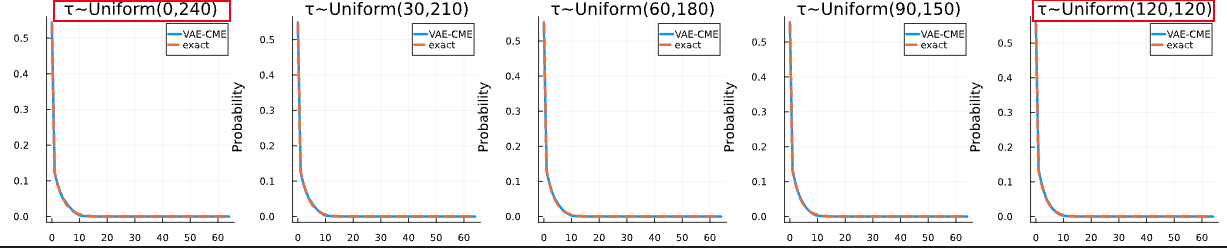 τ~Uniform(0,240)
τ~Uniform(30,210)
τ~Uniform(60,180)
τ~Uniform(90,150)
τ~Uniform(120,120)
VAE-CME
exact
0.5
0.4
0.3
0.2
0.1
0.0
0 10 20 30 40 50 60
VAE-CME
exact
Probability
0.5
0.4
0.3
0.2
0.1
0.0
0 10 20 30 40 50 60
VAE-CME
exact
Probability
0.5
0.4
0.3
0.2
0.1
0.0
0 10 20 30 40 50 60
VAE-CME
exact
Probability
0.5
0.4
0.3
0.2
0.1
0.0
0 10 20 30 40 50 60
VAE-CME
exact
Probability
0.5
0.4
0.3
0.2
0.1
0.0
0 10 20 30 40 50 60